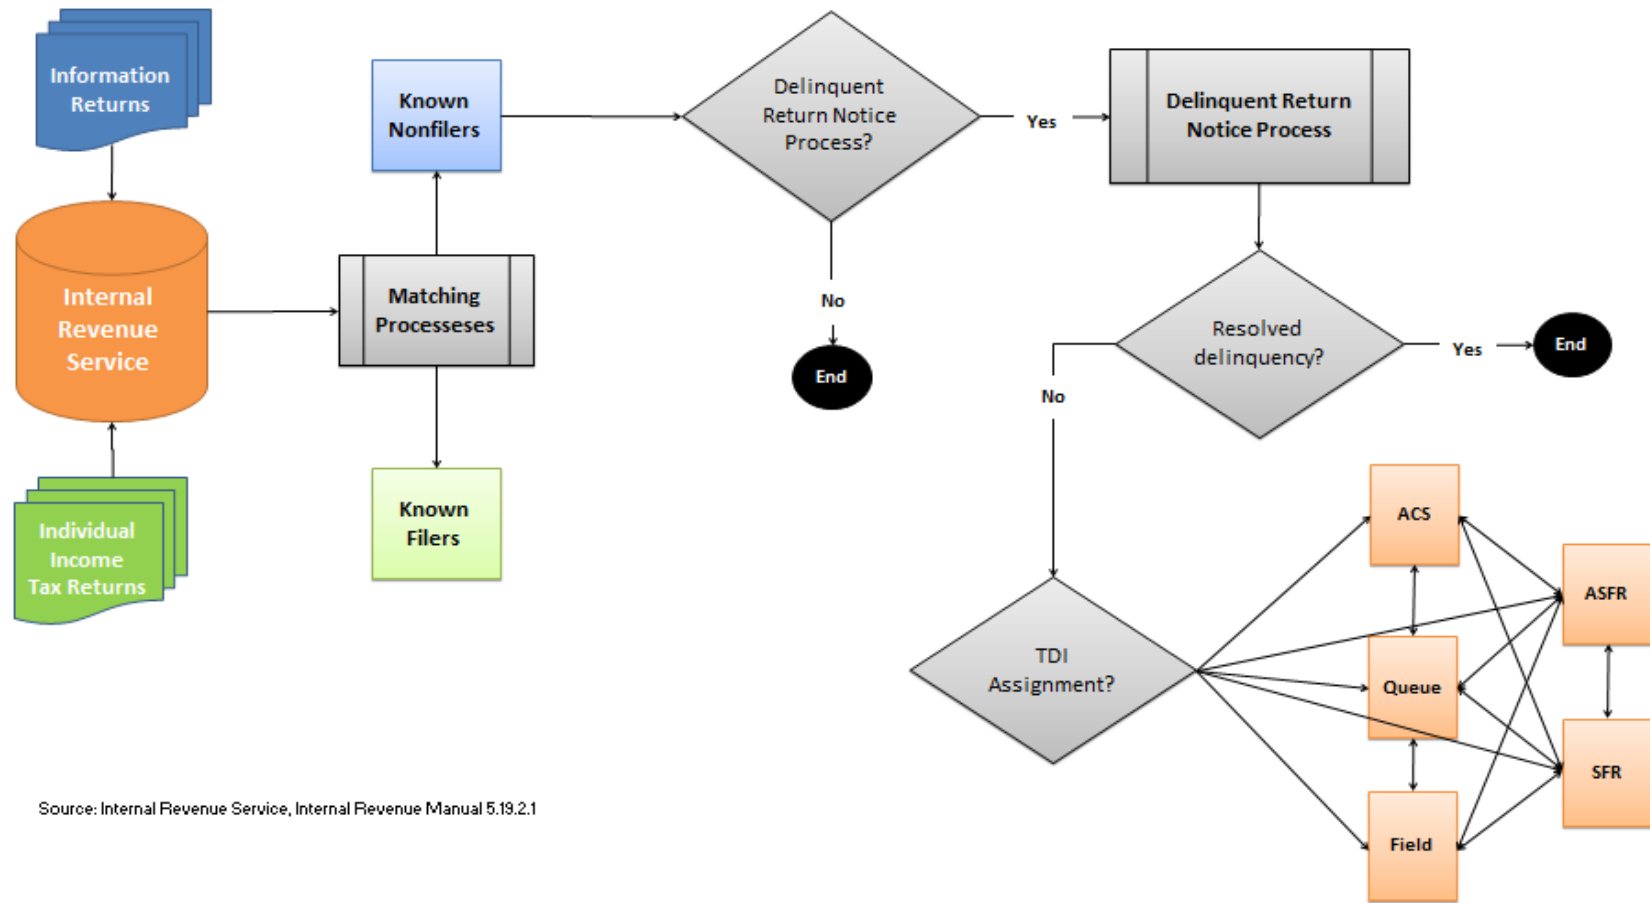 Information
Returns
Internal
Revenue
Service
Individual
Income
Tax Returns
Known
Nonfilers
Matching
Processeses
Known
Filers
Delinquent
Return Notice
Process?
Yes
No
End
Delinquent Return
Notice Process
Resolved
delinquency?
Yes
End
No
TDI
Assignment?
ACS
Queue
Field
ASFR
SFR
Source: Internal Revenue Service, Internal Revenue Manual 5.19.2.1